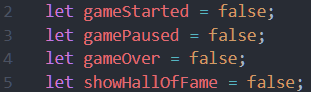 2 let gameStarted = false;
3 let gamePaused = false;
4 let gameOver = false;
5 let showHallOfFame = false;